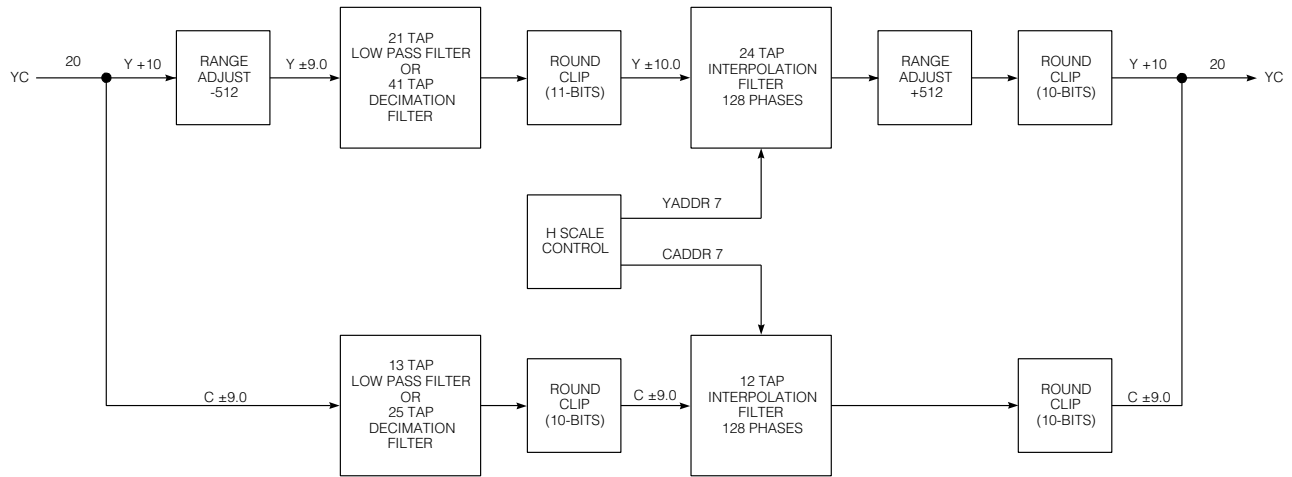 YC
20
Y +10
RANGE
ADJUST
-512
Y ±9.0
21 TAP
LOW PASS FILTER
OR
41 TAP
DECIMATION
FILTER
ROUND
CLIP
(11-BITS)
Y ±10.0
24 TAP
INTERPOLATION
FILTER
128 PHASES
RANGE
ADJUST
+512
ROUND
CLIP
(10-BITS)
Y +10
20
YC
H SCALE
CONTROL
YADDR 7
CADDR 7
C ±9.0
13 TAP
LOW PASS FILTER
OR
25 TAP
DECIMATION
FILTER
ROUND
CLIP
(10-BITS)
C ±9.0
12 TAP
INTERPOLATION
FILTER
128 PHASES
ROUND
CLIP
(10-BITS)
C ±9.0